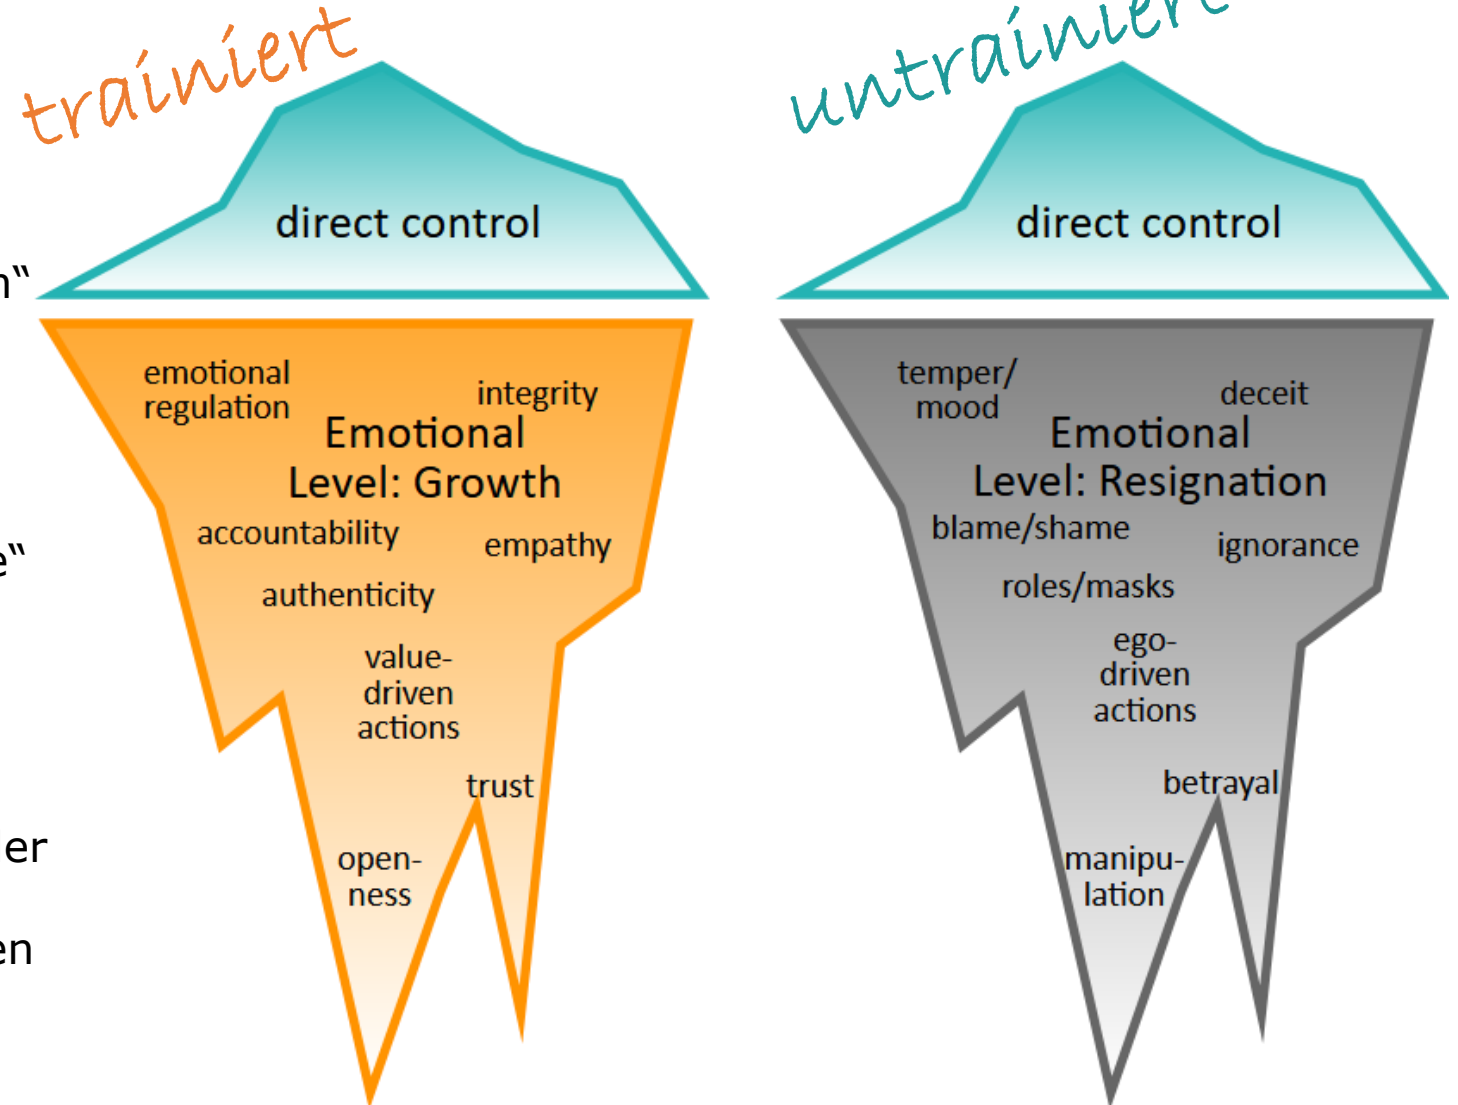 trainiert
untrainiert
direct control
direct control
n“
e“
er
en
emotional
regulation
integrity
Emotional
Level: Growth
accountability
empathy
authenticity
value-
driven
actions
trust
open-
ness
temper/
mood
deceit
Emotional
Level: Resignation
blame/shame
ignorance
roles/masks
ego-
driven
actions
betrayal
manipu-
lation